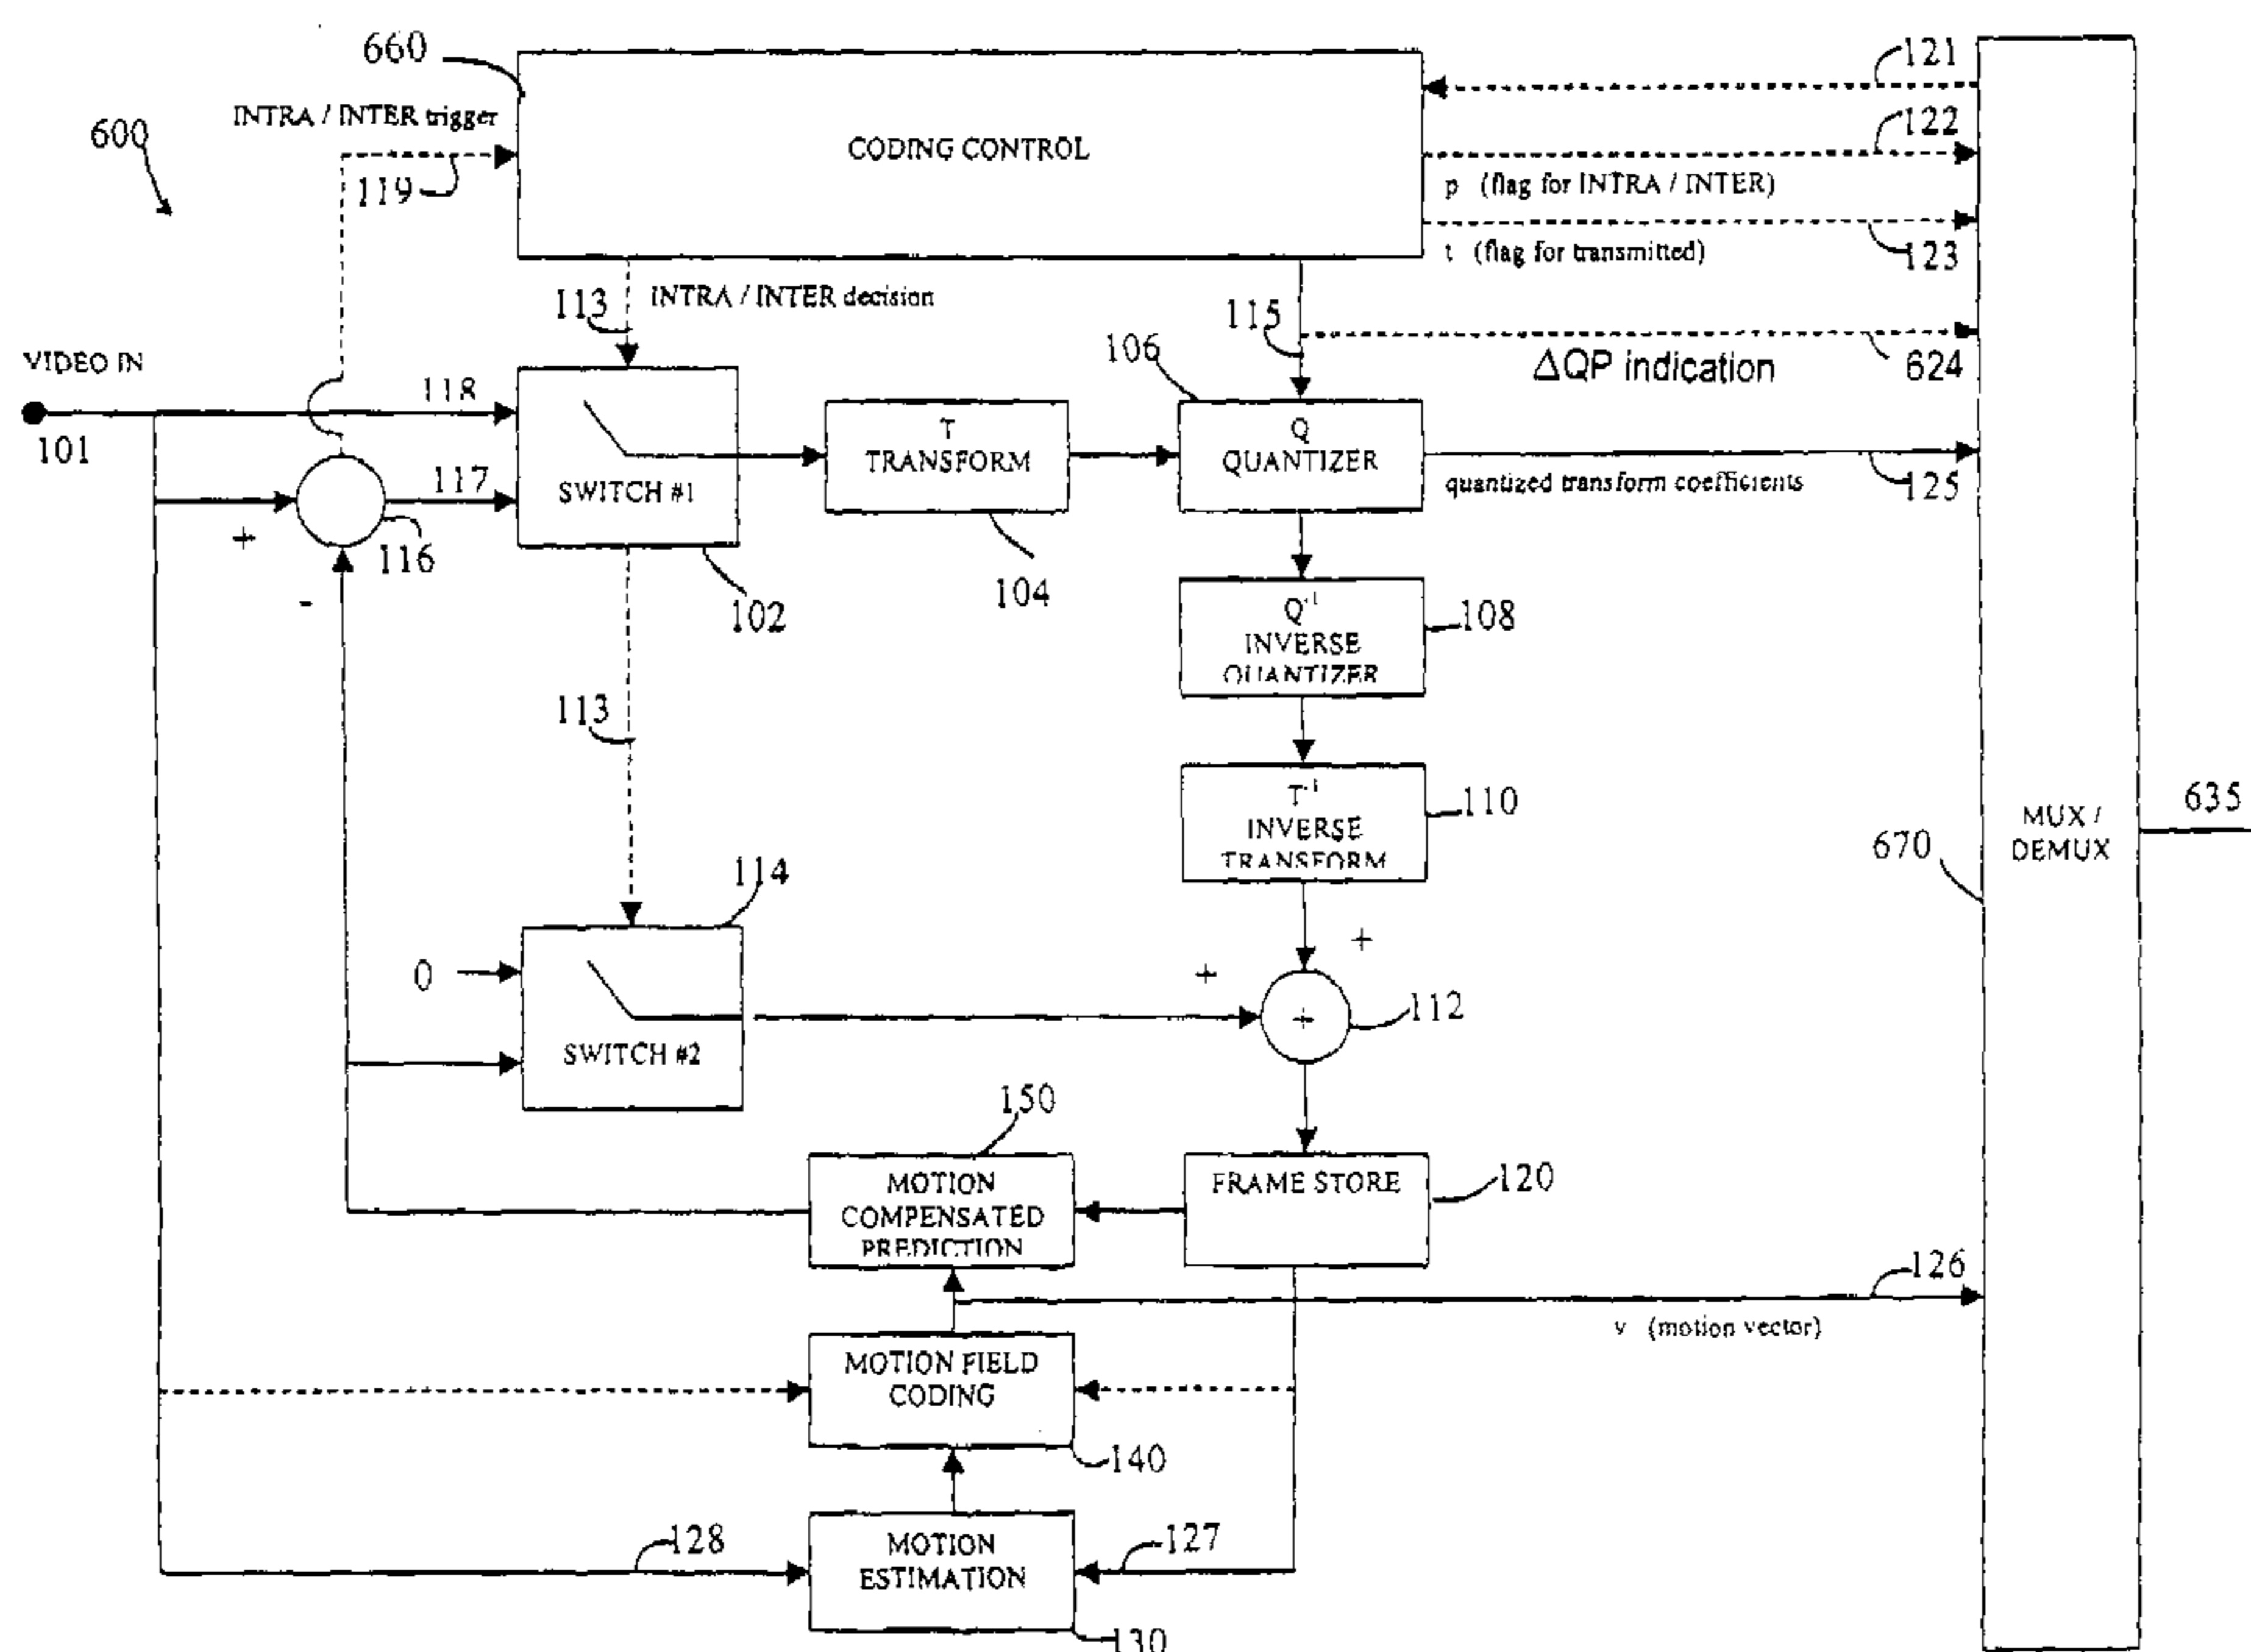 660
121
INTRA / INTER trigger
600
122
CODING CONTROL
119
p (flag for INTRA / INTER)
t (flag for transmitted)
123
113
INTRA / INTER decision
115
VIDEO IN
106
ΔQP indication
624
118
101
T
TRANSFORM
Q
QUANTIZER
117
SWITCH #1
quantized transform coefficients
125
+
116
-
102
104
Q-1
INVERSE
QUANTIZER
108
113
T-1
INVERSE
TRANSFORM
110
635
MUX /
DEMUX
670
114
+
0
+
+
112
SWITCH #2
150
MOTION
COMPENSATED
PREDICTION
FRAME STORE
120
126
v (motion vector)
MOTION FIELD
CODING
140
128
127
MOTION
ESTIMATION
130